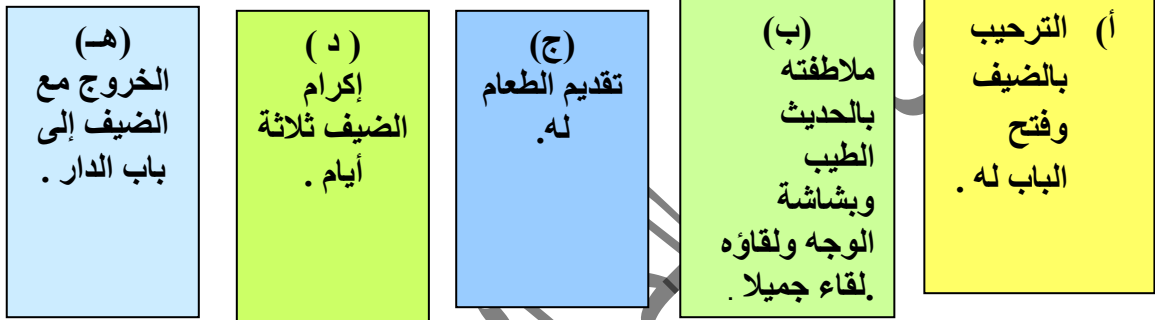 أ) الترحيب
بالضيف
وفتح
الباب له .
(ب)
ملاطفته
بالحديث
الطيب
وبشاشة
الوجه ولقاؤه
لقاء جميلا .
(ج)
تقديم الطعام
له.
( د )
إكرام
الضيف ثلاثة
أيام .
(هـ)
الخروج مع
الضيف إلى
باب الدار .